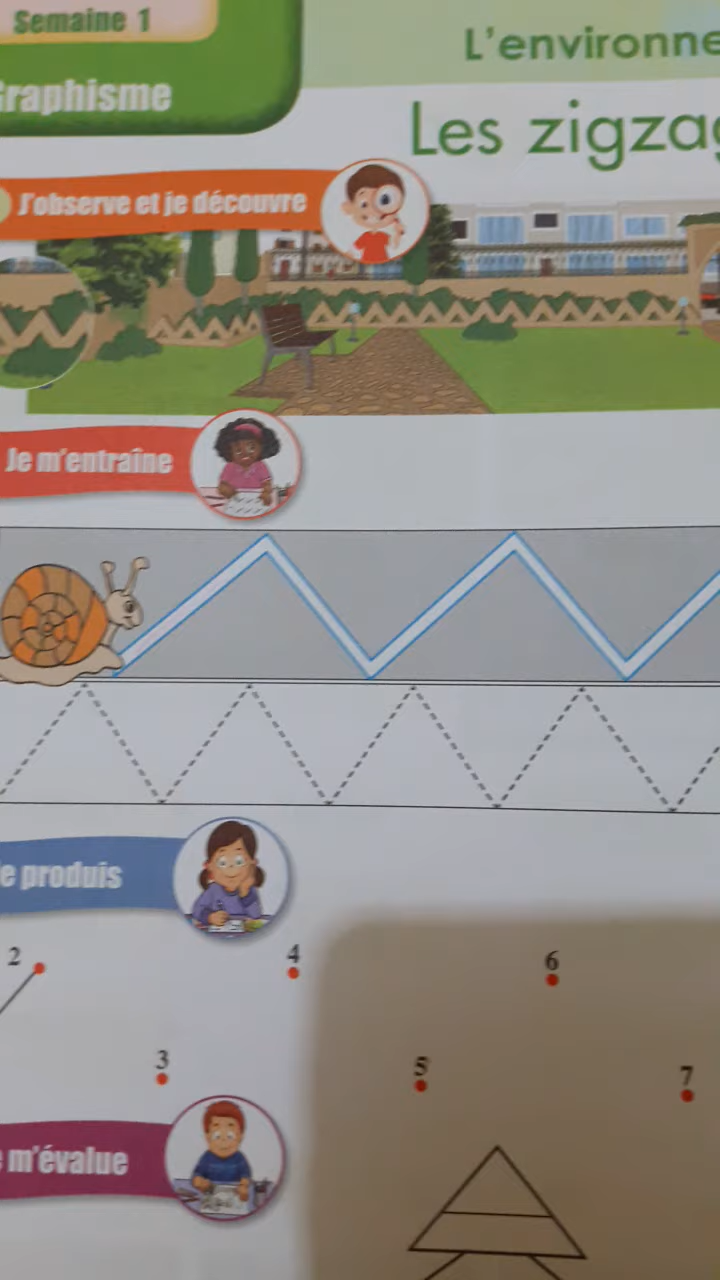 Semaine 1
Graphisme
L'environne
Les zigzag
J'observe et je découvre
Je m'entraîne
e produis
2
4
6
3
5
7
m'évalue